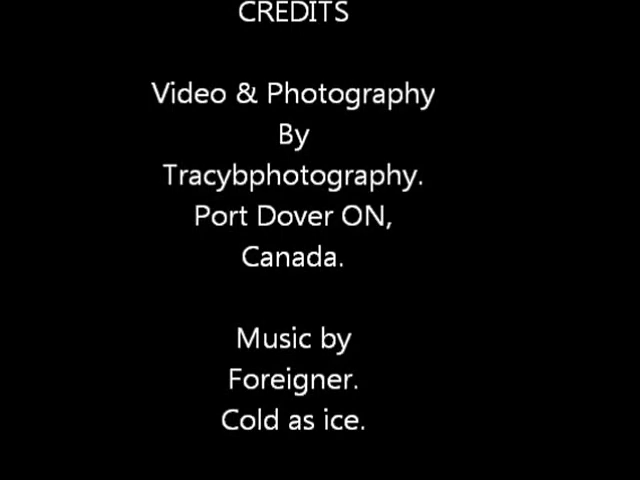 CREDITS
Video & Photography
By
Tracybphotography.
Port Dover ON,
Canada.
Music by
Foreigner.
Cold as ice.